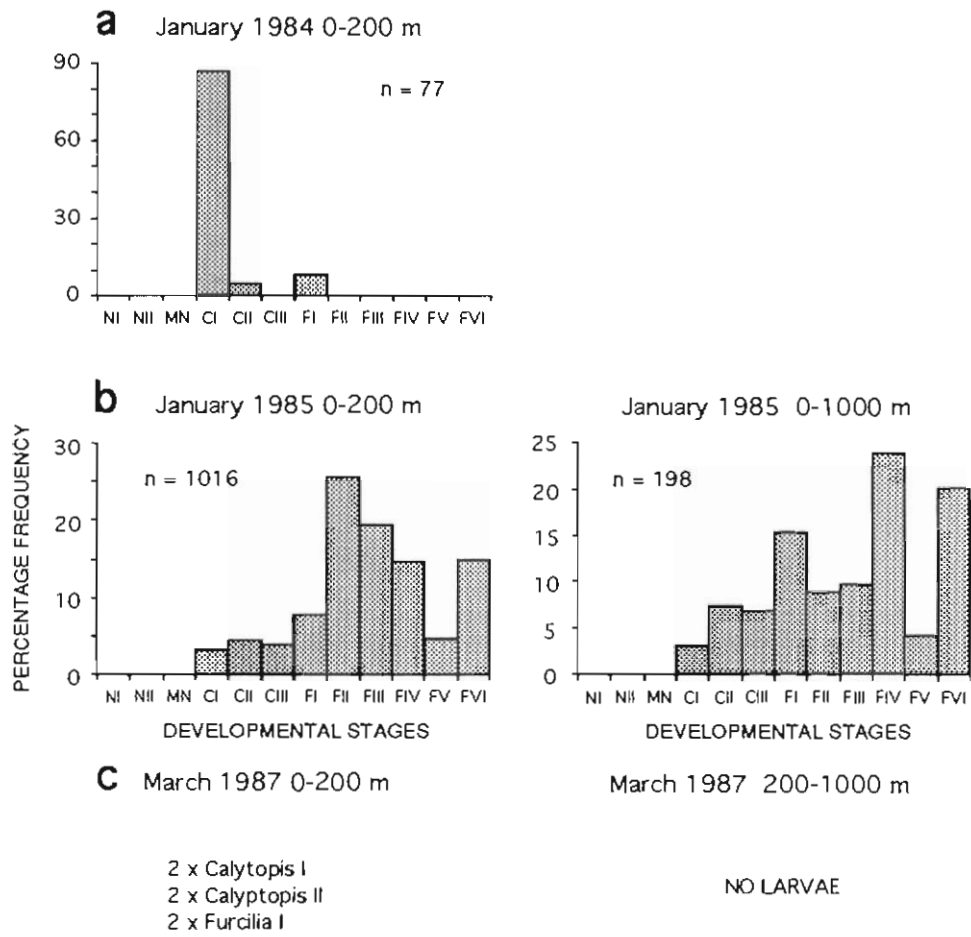 a January 1984 0-200 m
90
60
30
0
n = 77
NI NII MN CI CII CIII FI FII FIII FIV FV FVI
b January 1985 0-200 m
30
20
10
0
n = 1016
NI NII MN CI CII CIII FI FII FIII FIV FV FVI
DEVELOPMENTAL STAGES
PERCENTAGE FREQUENCY
January 1985 0-1000 m
25
20
15
10
5
0
n = 198
NI NII MN CI CII CIII FI FII FIII FIV FV FVI
DEVELOPMENTAL STAGES
c March 1987 0-200 m
2 x Calytopis I
2 x Calyptopis II
2 x Furcilia I
March 1987 200-1000 m
NO LARVAE